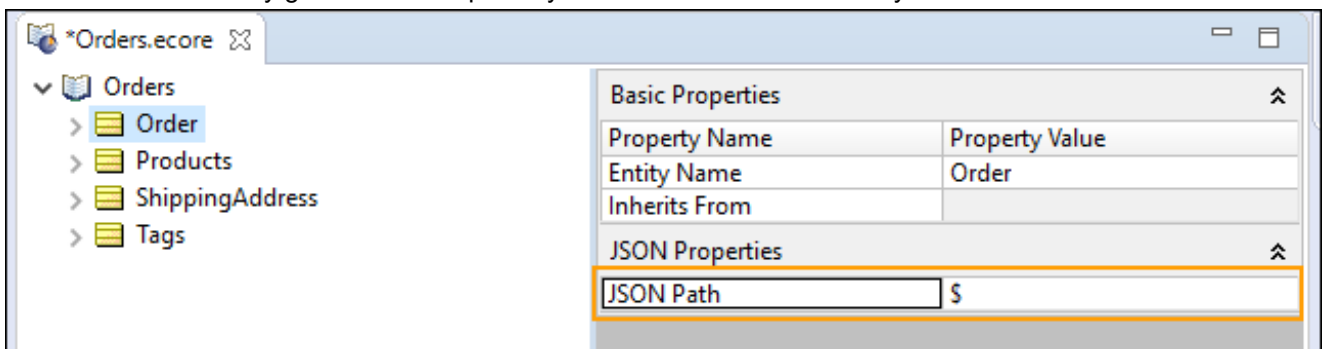 *Orders.ecore
Orders
Order
Products
ShippingAddress
Tags
Basic Properties
Property Name Property Value
Entity Name Order
Inherits From
JSON Properties
JSON Path $